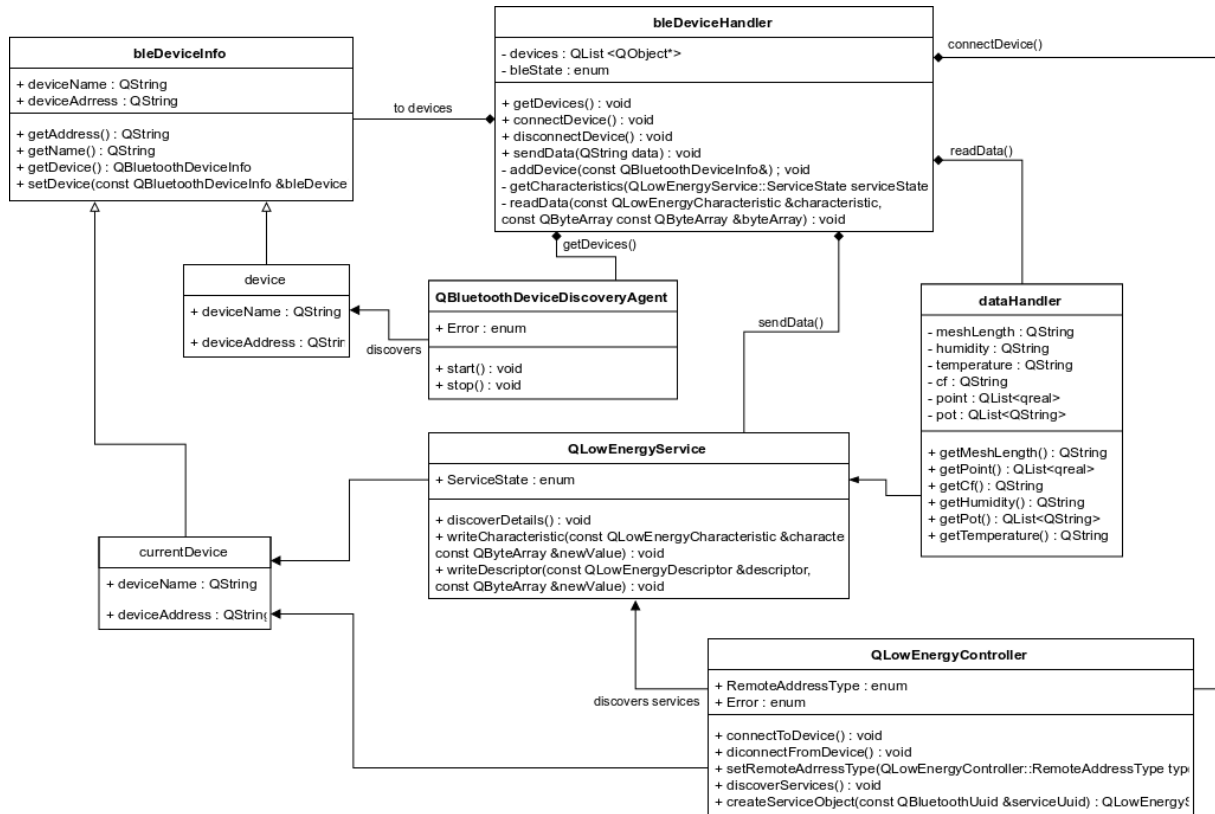 bleDeviceHandler
- devices : QList <QObject*>
- bleState : enum
+ getDevices() : void
+ connectDevice() : void
+ disconnectDevice() : void
+ sendData(QString data) : void
- addDevice(const QBluetoothDeviceInfo&) ; void
- getCharacteristics(QLowEnergyService::ServiceState serviceState
- readData(const QLowEnergyCharacteristic &characteristic,
const QByteArray const QByteArray &byteArray) : void
connectDevice()
bleDeviceInfo
+ deviceName : QString
+ deviceAdrress : QString
+ getAddress() : QString
+ getName() : QString
+ getDevice() : QBluetoothDeviceInfo
+ setDevice(const QBluetoothDeviceInfo &bleDevice
to devices
readData()
getDevices()
device
+ deviceName : QString
+ deviceAddress : QStrin
discovers
QBluetoothDeviceDiscoveryAgent
+ Error : enum
+ start() : void
+ stop() : void
sendData()
dataHandler
- meshLength : QString
- humidity : QString
- temperature : QString
- cf : QString
- point : QList<qreal>
- pot : QList<QString>
+ getMeshLength() : QString
+ getPoint() : QList<qreal>
+ getCf() : QString
+ getHumidity() : QString
+ getPot() : QList<QString>
+ getTemperature() : QString
QLowEnergyService
+ ServiceState : enum
+ discoverDetails() : void
+ writeCharacteristic(const QLowEnergyCharacteristic &characte
const QByteArray &newValue) : void
+ writeDescriptor(const QLowEnergyDescriptor &descriptor,
const QByteArray &newValue) : void
currentDevice
+ deviceName : QString
+ deviceAddress : QString
discovers services
QLowEnergyController
+ RemoteAddressType : enum
+ Error : enum
+ connectToDevice() : void
+ diconnectFromDevice() : void
+ setRemoteAdrressType(QLowEnergyController::RemoteAddressType type
+ discoverServices() : void
+ createServiceObject(const QBluetoothUuid &serviceUuid) : QLowEnergyS